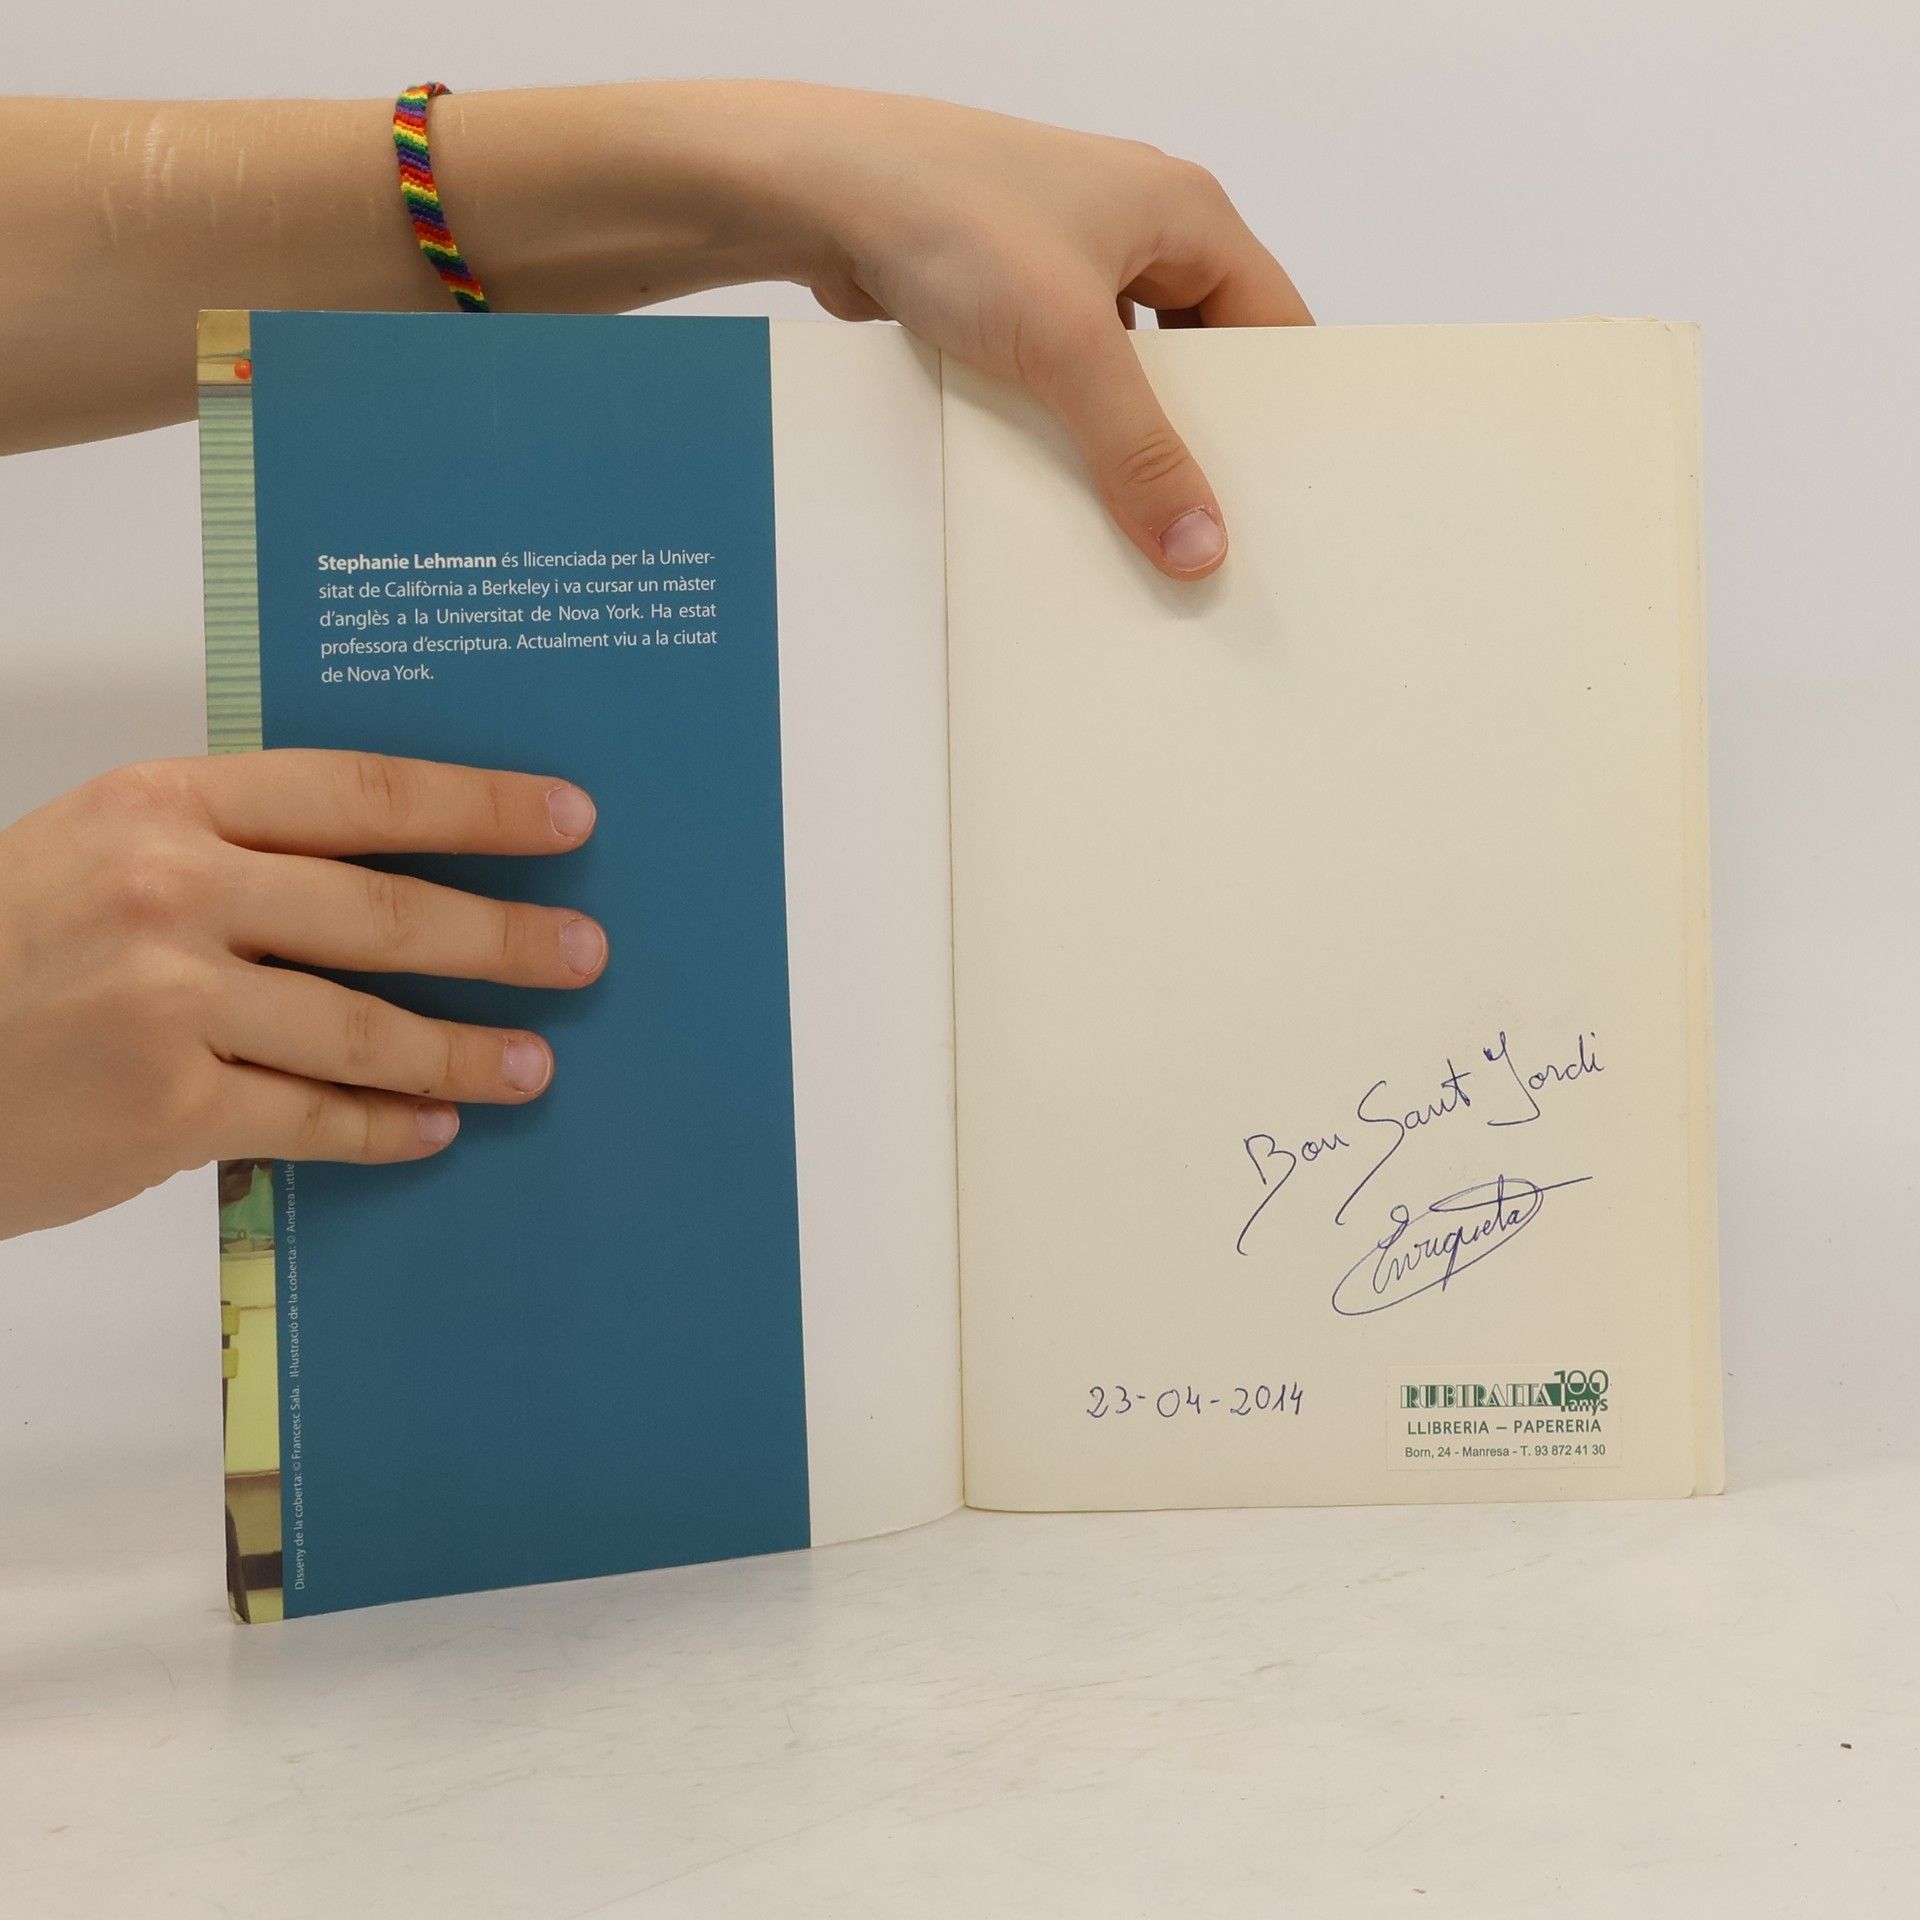 Stephanie Lehmann és llicenciada per la Univer-
sitat de Califòrnia a Berkeley i va cursar un màster
d'anglès a la Universitat de Nova York. Ha estat
professora d'escriptura. Actualment viu a la ciutat
de Nova York.
Disseny de la coberta: © Francesc Sala. Il·lustració de la coberta: © Andrea Little
Bon Sant Jordi
Enriqueta
23-04-2014
RUBIRALTA 100 anys
LLIBRERIA – PAPERERIA
Born, 24 - Manresa - T. 93 872 41 30